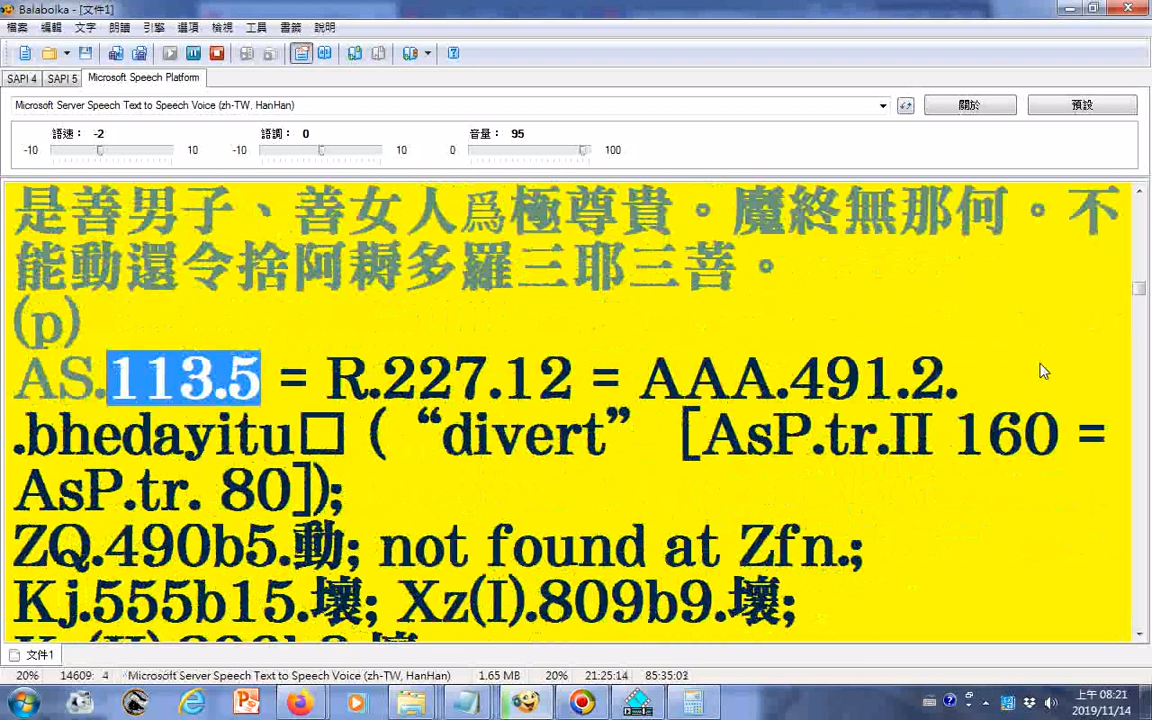 Balabolka - [文件1]
檔案 編輯 文字 朗讀 引擎 選項 檢視 工具 書籤 說明
SAPI 4 SAPI 5 Microsoft Speech Platform
Microsoft Server Speech Text to Speech Voice (zh-TW, HanHan) 關於 預設
語速： -2 語調： 0 音量： 95
-10 10 -10 10 0 100
是善男子、善女人爲極尊貴。魔終無那何。不
能動還令捨阿耨多羅三耶三菩。
(p)
AS.113.5 = R.227.12 = AAA.491.2.
.bhedayitu□ (“divert” [AsP.tr.II 160 =
AsP.tr. 80]);
ZQ.490b5.動; not found at Zfn.;
Kj.555b15.壞; Xz(I).809b9.壞;
文件1
20% 14609: 4 Microsoft Server Speech Text to Speech Voice (zh-TW, HanHan) 1.65 MB 20% 21:25:14 85:35:02
上午 08:21
2019/11/14